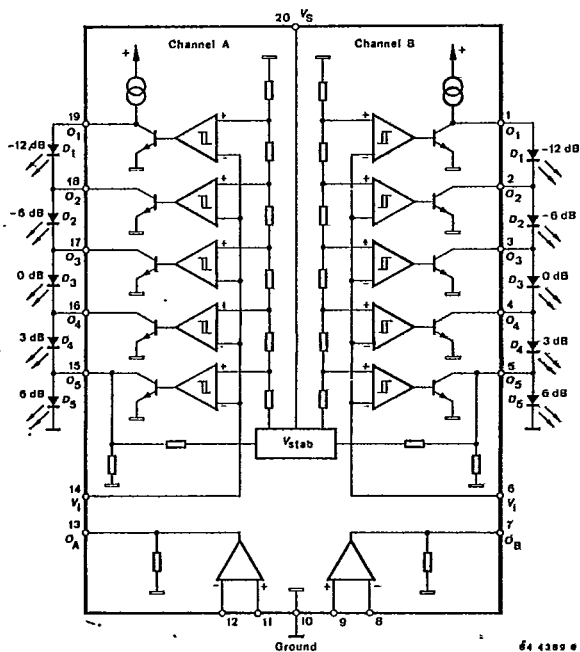 20 VS
Channel A Channel B
+ +
19 1
O1 O1
-12 dB D1 + - + - D1 -12 dB
18 2
O2 O2
-6 dB D2 + - + - D2 -6 dB
17 3
O3 O3
0 dB D3 + - + - D3 0 dB
16 4
O4 O4
3 dB D4 + - + - D4 3 dB
15 5
O5 O5
6 dB D5 + - + - D5 6 dB
Vstab
14 6
Vi Vi
13 7
OA OB
- + + -
12 11 10 9 8
Ground
84 4389 e